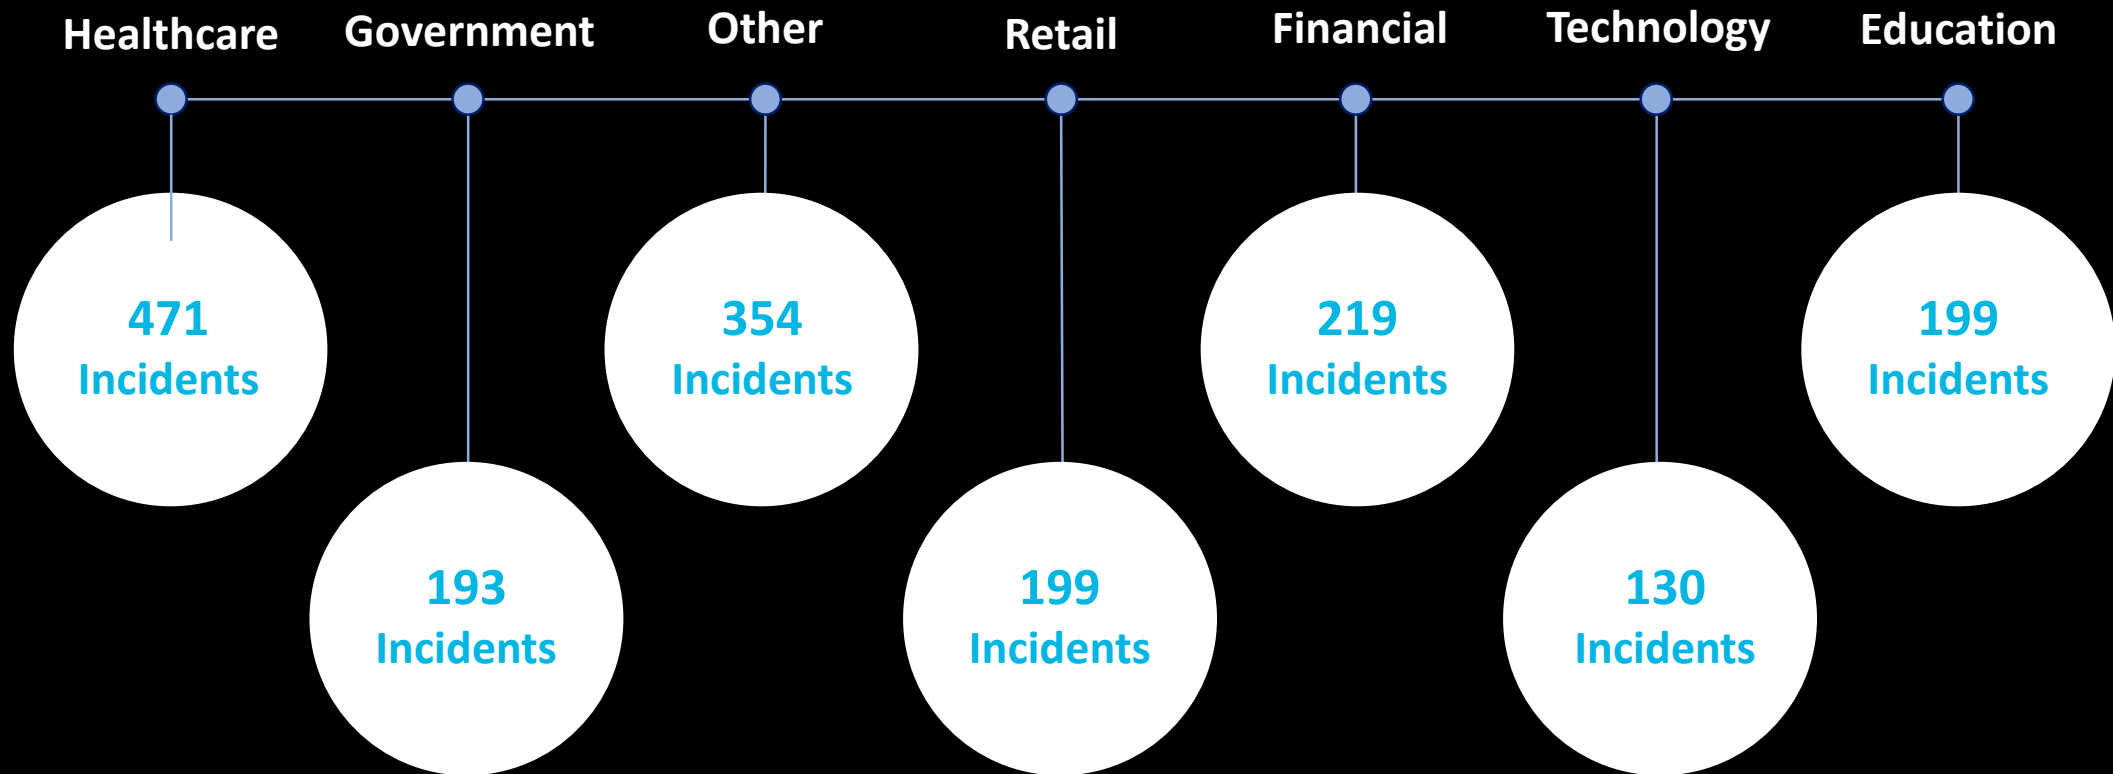 Healthcare
Government
Other
Retail
Financial
Technology
Education
471
Incidents
354
Incidents
219
Incidents
199
Incidents
193
Incidents
199
Incidents
130
Incidents